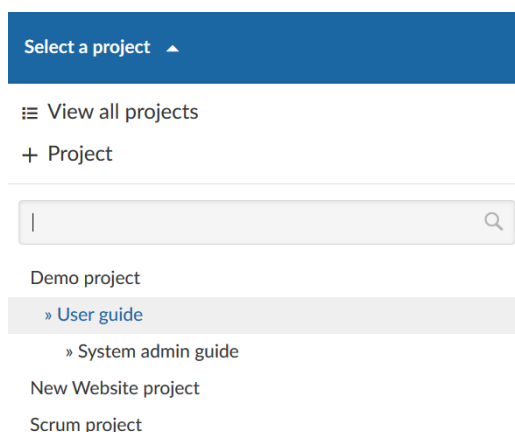 Select a project
View all projects
+ Project
Demo project
» User guide
» System admin guide
New Website project
Scrum project